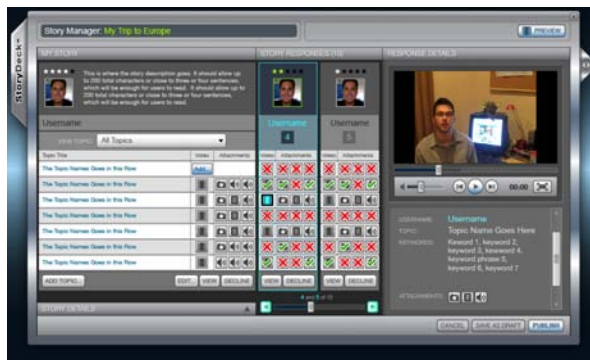 StoryDeck
Story Manager: My Trip to Europe
PREVIEW
MY STORY
STORY RESPONSES (10)
RESPONSE DETAILS
This is where the story description goes. It should allow up
to 200 total characters or close to three or four sentences,
which will be enough for users to read. It should allow up to
200 total characters or close to three or four sentences,
which will be enough for users to read.
Username
Username
4
Username
5
VIEW TOPIC: All Topics
Topic Title
Video
Attachments
Video
Attachments
Video
Attachments
The Topic Names Goes in this Row
Add...
The Topic Names Goes in this Row
The Topic Names Goes in this Row
The Topic Names Goes in this Row
The Topic Names Goes in this Row
The Topic Names Goes in this Row
The Topic Names Goes in this Row
ADD TOPIC...
EDIT...
VIEW
DECLINE
VIEW
DECLINE
VIEW
DECLINE
STORY DETAILS
4 and 5 of 10
00:00
USERNAME: Username
TOPIC: Topic Name Goes Here
KEYWORDS: Keyword 1, keyword 2,
keyword 3, keyword 4,
keyword phrase 5,
keyword 6, keyword 7
ATTACHMENTS:
CANCEL
SAVE AS DRAFT
PUBLISH